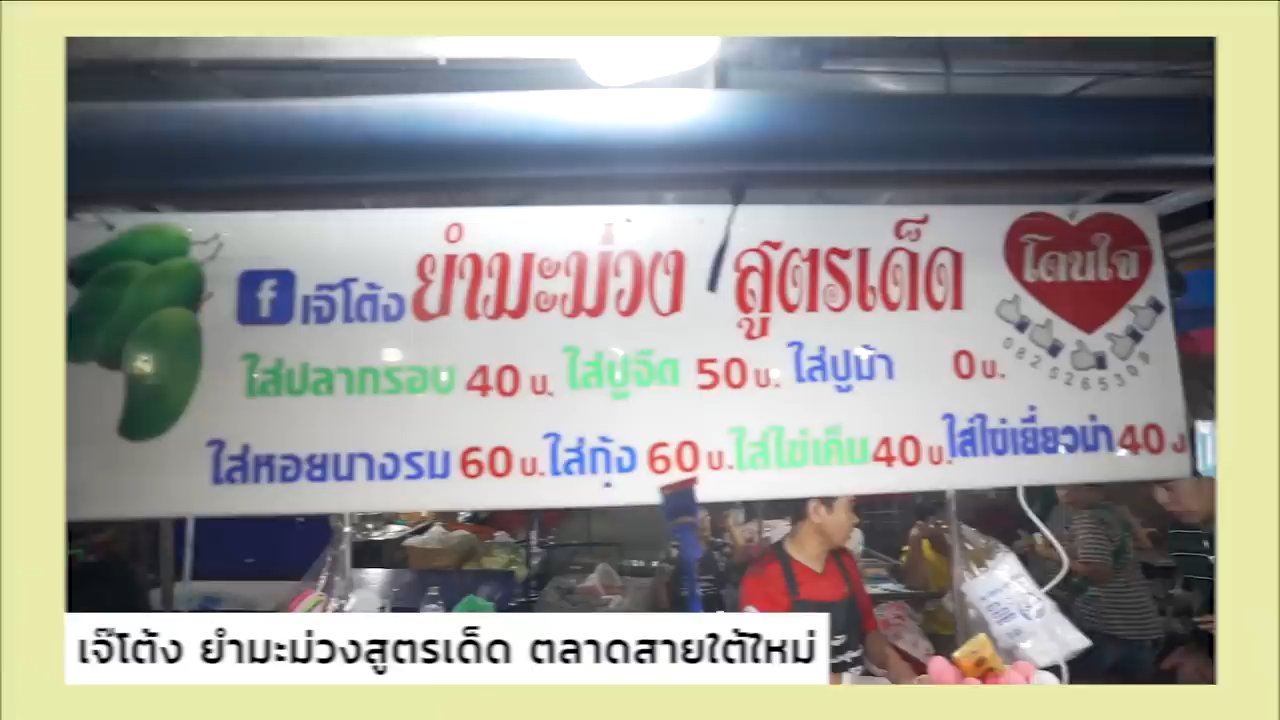 f เจ๊โต้ง ยำมะม่วง สูตรเด็ด โดนใจ
ใส่ปลากรอบ 40 บ. ใส่ปูจืด 50 บ. ใส่ปูม้า 0 บ.
ใส่หอยนางรม 60 บ. ใส่กุ้ง 60 บ. ใส่ไข่เค็ม 40 บ. ใส่ไข่เยี่ยวม้า 40
เจ๊โต้ง ยำมะม่วงสูตรเด็ด ตลาดสายใต้ใหม่